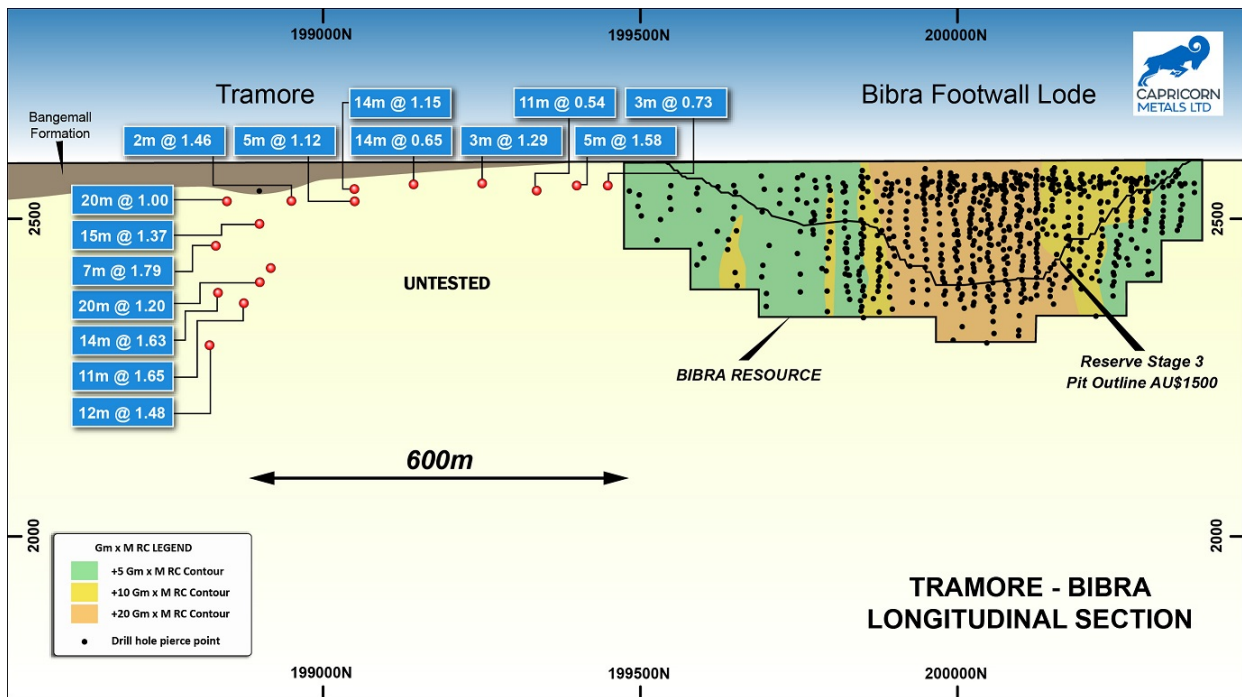 199000N
199500N
200000N
CAPRICORN
METALS LTD
Tramore
Bibra Footwall Lode
Bangemall
Formation
14m @ 1.15
11m @ 0.54
3m @ 0.73
2m @ 1.46
5m @ 1.12
14m @ 0.65
3m @ 1.29
5m @ 1.58
20m @ 1.00
15m @ 1.37
7m @ 1.79
20m @ 1.20
14m @ 1.63
11m @ 1.65
12m @ 1.48
2500
2500
UNTESTED
BIBRA RESOURCE
Reserve Stage 3
Pit Outline AU$1500
600m
2000
2000
Gm x M RC LEGEND
+5 Gm x M RC Contour
+10 Gm x M RC Contour
+20 Gm x M RC Contour
Drill hole pierce point
TRAMORE - BIBRA
LONGITUDINAL SECTION
199000N
199500N
200000N